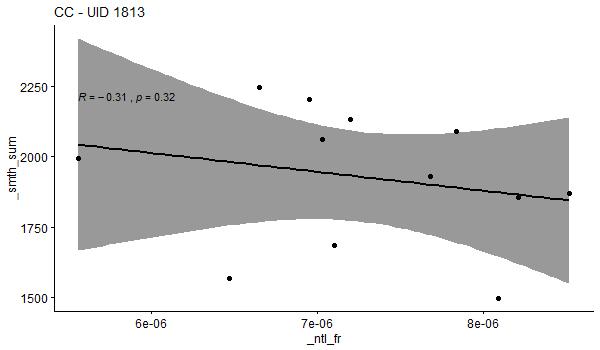 CC - UID 1813
R = −0.31 , p = 0.32
2250
2000
1750
1500
_smth_sum
6e-06 7e-06 8e-06
_ntl_fr